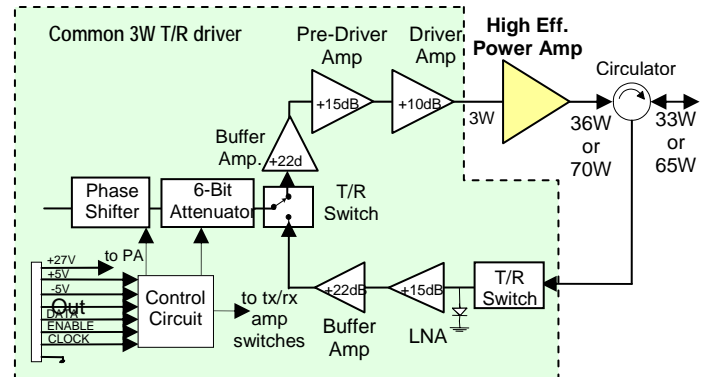 Common 3W T/R driver
Pre-Driver
Amp
Driver
Amp
High Eff.
Power Amp
Circulator
+15dB
+10dB
3W
36W
or
70W
33W
or
65W
Buffer
Amp.
+22d
Phase
Shifter
6-Bit
Attenuator
T/R
Switch
+27V
to PA
+5V
-5V
Out
DATA
ENABLE
CLOCK
Control
Circuit
to tx/rx
amp
switches
+22dB
Buffer
Amp
+15dB
LNA
T/R
Switch